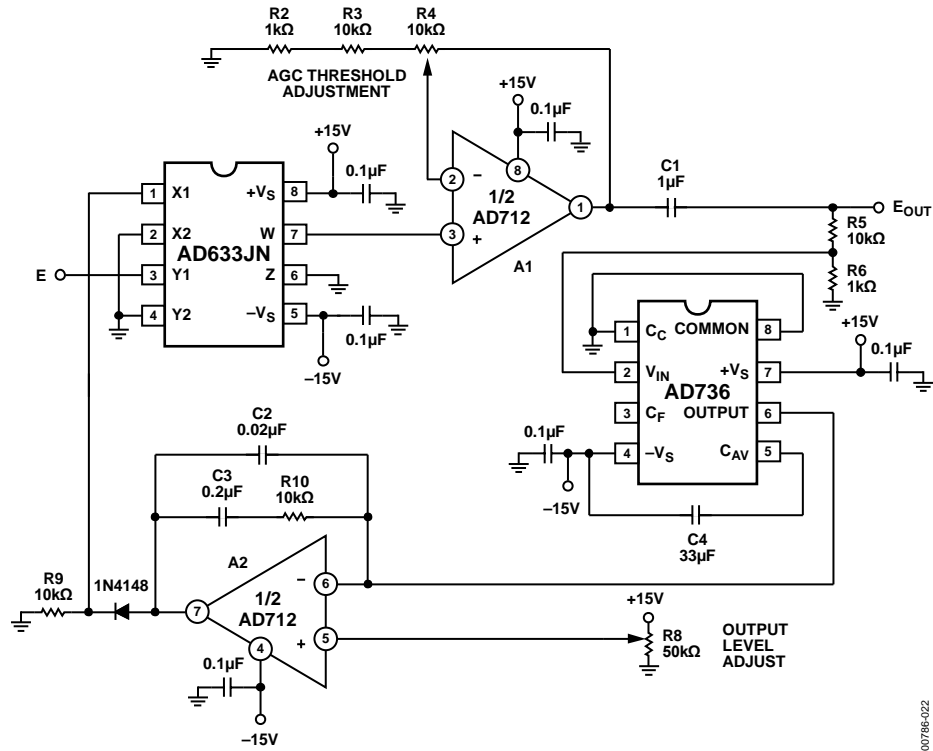 R2
1kΩ
R3
10kΩ
R4
10kΩ
AGC THRESHOLD
ADJUSTMENT
+15V
0.1µF
+15V
0.1µF
C1
1µF
EOUT
R5
10kΩ
R6
1kΩ
8
2
–
1/2
AD712
1
3
+
A1
1
X1
+VS
8
2
X2
W
7
AD633JN
E
3
Y1
Z
6
4
Y2
–VS
5
0.1µF
–15V
1
CC
COMMON
8
+15V
0.1µF
2
VIN
+VS
7
AD736
3
CF
OUTPUT
6
0.1µF
4
–VS
CAV
5
–15V
C4
33µF
C2
0.02µF
C3
0.2µF
R10
10kΩ
A2
–
6
R9
10kΩ
1N4148
7
1/2
AD712
+
5
4
0.1µF
–15V
+15V
R8
50kΩ
OUTPUT
LEVEL
ADJUST
00786-022